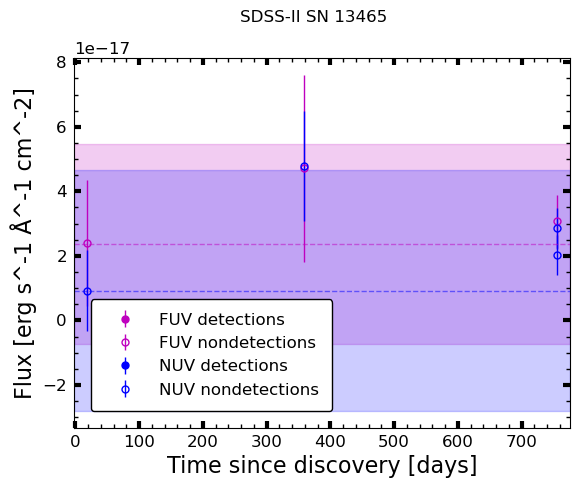 SDSS-II SN 13465
1e−17
8
6
4
2
0
−2
Flux [erg s^-1 Å^-1 cm^-2]
FUV detections
FUV nondetections
NUV detections
NUV nondetections
0 100 200 300 400 500 600 700
Time since discovery [days]